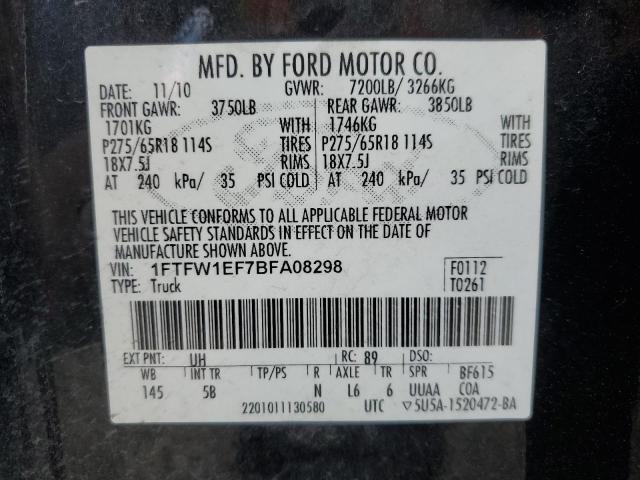 MFD. BY FORD MOTOR CO.
DATE: 11/10 GVWR: 7200LB/ 3266KG
FRONT GAWR: 3750LB REAR GAWR: 3850LB
1701KG WITH 1746KG WITH
P275/65R18 114S TIRES P275/65R18 114S TIRES
18X7.5J RIMS 18X7.5J RIMS
AT 240 kPa/ 35 PSI COLD AT 240 kPa/ 35 PSI COLD
THIS VEHICLE CONFORMS TO ALL APPLICABLE FEDERAL MOTOR
VEHICLE SAFETY STANDARDS IN EFFECT ON THE DATE OF
MANUFACTURE SHOWN ABOVE.
VIN: 1FTFW1EF7BFA08298 F0112
TYPE: Truck T0261
EXT PNT: UH RC: 89 DSO:
WB INT TR TP/PS R AXLE TR SPR BF615
145 5B N L6 6 UUAA COA
2201011130580 UTC ▽5U5A-1520472-BA